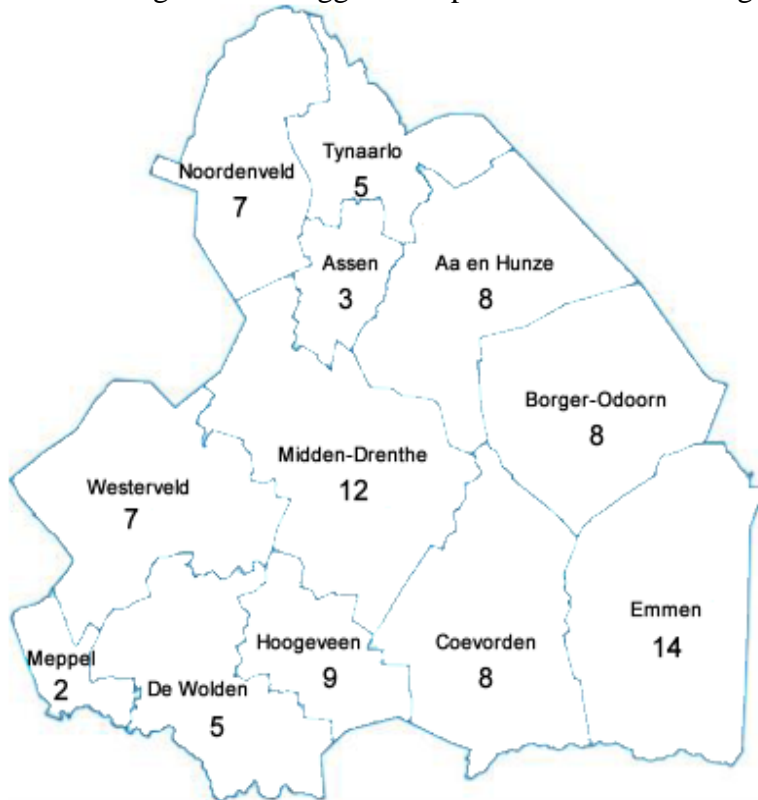 Tynaarlo
5
Noordenveld
7
Assen
3
Aa en Hunze
8
Borger-Odoorn
8
Midden-Drenthe
12
Westerveld
7
Emmen
14
Hoogeveen
9
Coevorden
8
Meppel
2
De Wolden
5